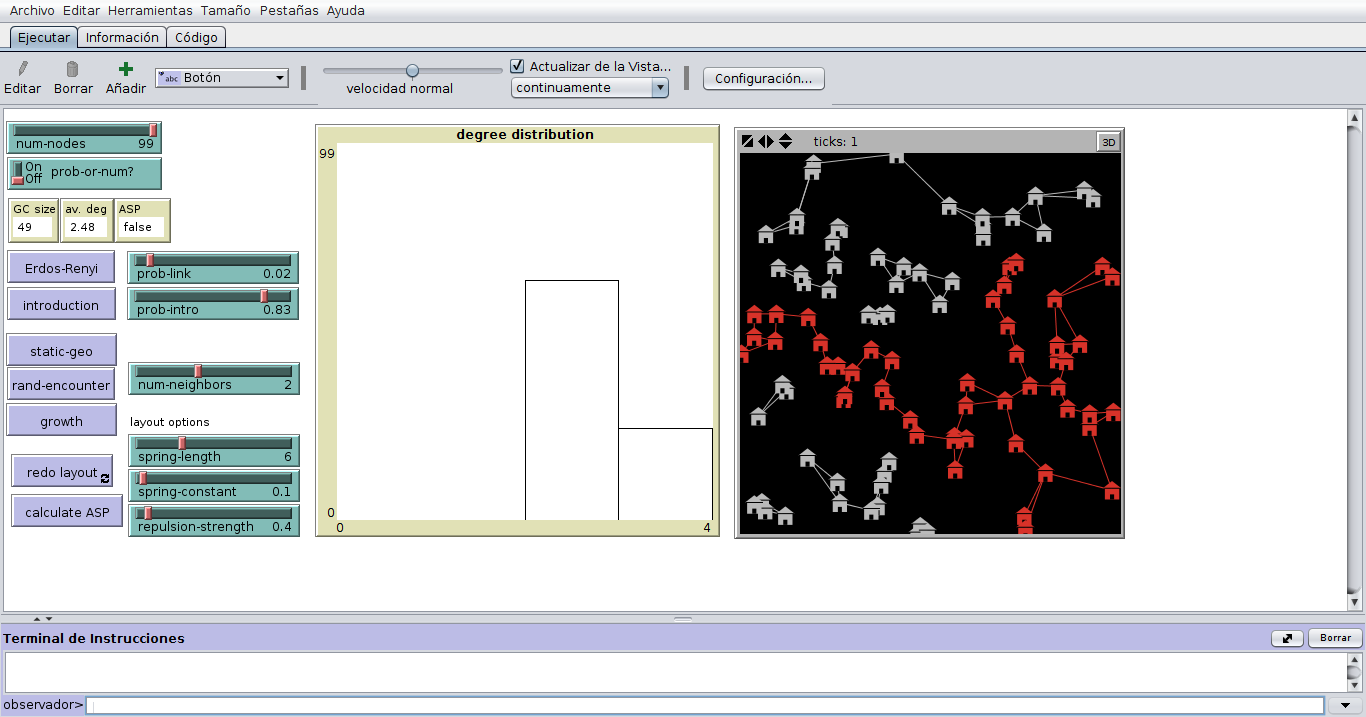 Archivo Editar Herramientas Tamaño Pestañas Ayuda
Ejecutar Información Código
Editar Borrar Añadir abc Botón velocidad normal Actualizar de la Vista... continuamente Configuración...
num-nodes 99
On
Off prob-or-num?
GC size av. deg ASP
49 2.48 false
Erdos-Renyi
prob-link 0.02
introduction
prob-intro 0.83
static-geo
rand-encounter
num-neighbors 2
growth
layout options
spring-length 6
redo layout
spring-constant 0.1
calculate ASP
repulsion-strength 0.4
degree distribution
99
0
0 4
ticks: 1 3D
Terminal de Instrucciones Borrar
observador>